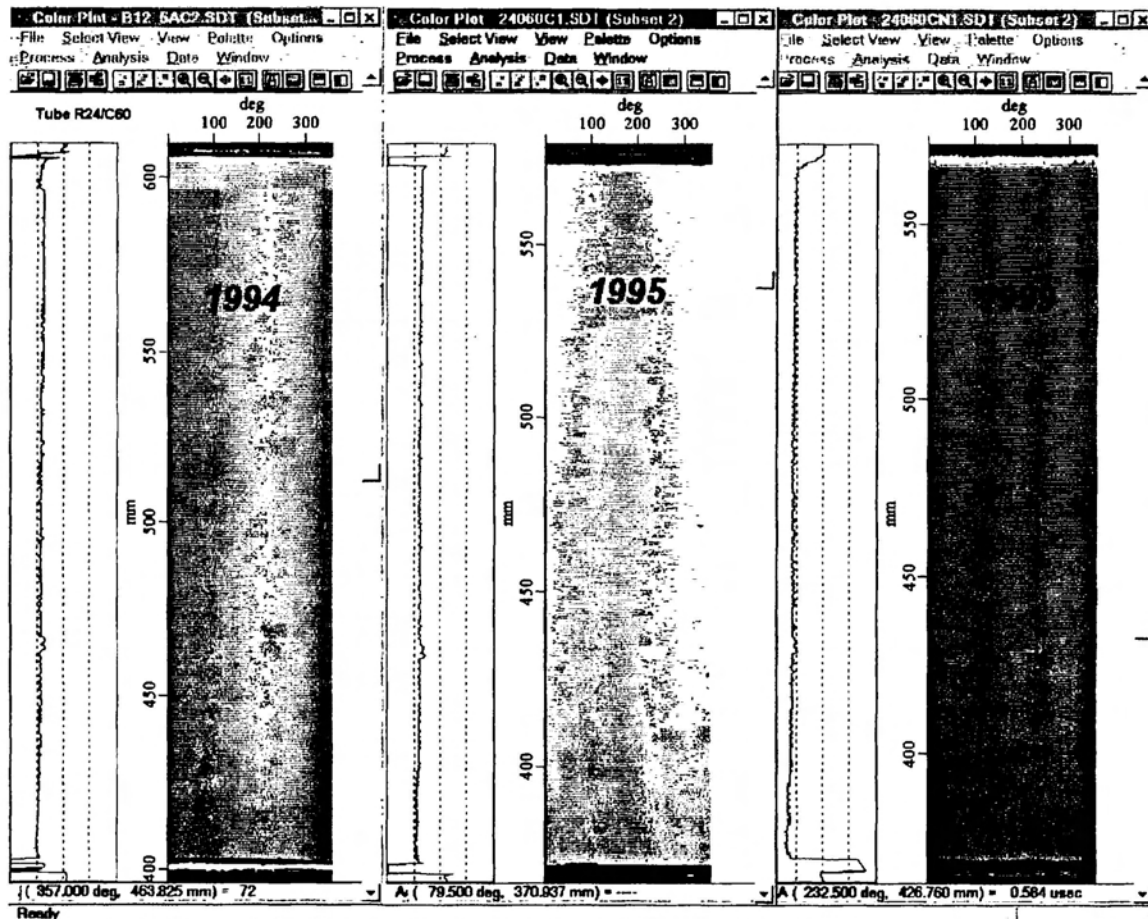 Color Plot - B12_5AC2.SDT (Subset...
File Select View View Palette Options
Process Analysis Data Window
Tube R24/C60
deg
100 200 300
600
550
500
450
400
mm
1994
( 357.000 deg, 463.825 mm) = 72
Ready
Color Plot - 24060C1.SDT (Subset 2)
File Select View View Palette Options
Process Analysis Data Window
deg
100 200 300
550
500
450
400
mm
1995
A ( 79.500 deg, 370.937 mm) = ----
Color Plot - 24060CN1.SDT (Subset 2)
File Select View View Palette Options
Process Analysis Data Window
deg
100 200 300
550
500
450
400
mm
A ( 232.500 deg, 426.760 mm) = 0.584 usec